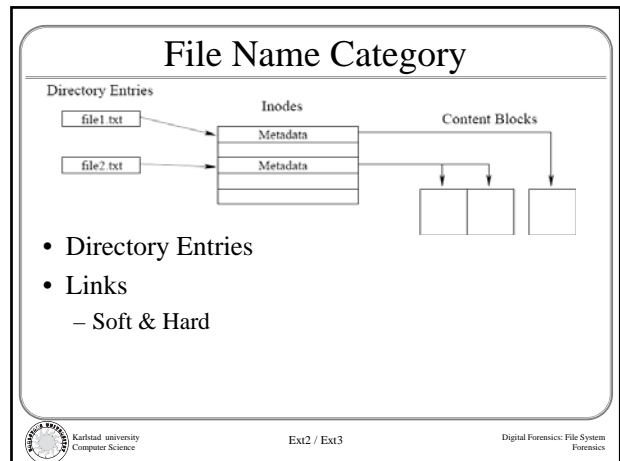 File Name Category
Directory Entries
Inodes
Content Blocks
file1.txt
Metadata
file2.txt
Metadata
• Directory Entries
• Links
– Soft & Hard
Karlstad university
Computer Science
Ext2 / Ext3
Digital Forensics: File System
Forensics